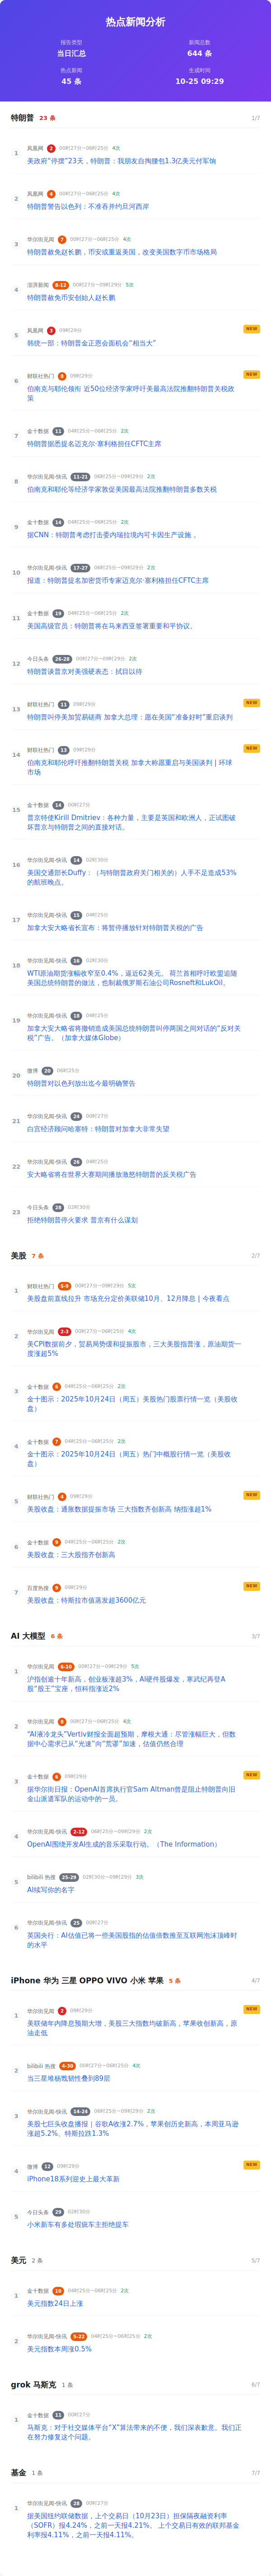 热点新闻分析
报告类型
新闻总数
当日汇总
644 条
热点新闻
生成时间
45 条
10-25 09:29
特朗普 23 条 1/7
1 凤凰网 2 00时27分~06时25分 4次
美政府“停摆”23天，特朗普：我朋友自掏腰包1.3亿美元付军饷
2 凤凰网 4 00时27分~06时25分 4次
特朗普警告以色列：不准吞并约旦河西岸
3 华尔街见闻 7 00时27分~06时25分 4次
特朗普赦免赵长鹏，币安或重返美国，改变美国数字币市场格局
4 澎湃新闻 8-12 00时27分~09时29分 5次
特朗普赦免币安创始人赵长鹏
5 凤凰网 3 09时29分 NEW
韩统一部：特朗普金正恩会面机会“相当大”
6 财联社热门 8 09时29分 NEW
伯南克与耶伦领衔 近50位经济学家呼吁美最高法院推翻特朗普关税政
策
7 金十数据 11 04时25分~06时25分 2次
特朗普据悉提名迈克尔·塞利格担任CFTC主席
8 华尔街见闻-快讯 11-21 06时25分~09时29分 2次
伯南克和耶伦等经济学家敦促美国最高法院推翻特朗普多数关税
9 金十数据 14 04时25分~06时25分 2次
据CNN：特朗普考虑打击委内瑞拉境内可卡因生产设施 。
10 华尔街见闻-快讯 17-27 06时25分~09时29分 2次
报道：特朗普提名加密货币专家迈克尔·塞利格担任CFTC主席
11 金十数据 19 04时25分~06时25分 2次
美国高级官员：特朗普将在马来西亚签署重要和平协议。
12 今日头条 26-28 00时27分~09时29分 2次
特朗普谈普京对美强硬表态：拭目以待
13 财联社热门 11 09时29分 NEW
特朗普叫停美加贸易磋商 加拿大总理：愿在美国“准备好时”重启谈判
14 财联社热门 13 09时29分 NEW
伯南克和耶伦呼吁推翻特朗普关税 加拿大称愿重启与美国谈判 | 环球
市场
15 金十数据 14 00时27分
普京特使Kirill Dmitriev：各种力量，主要是英国和欧洲人，正试图破
坏普京与特朗普之间的直接对话。
16 华尔街见闻-快讯 14 02时30分
美国交通部长Duffy：（与特朗普政府关门相关的）人手不足造成53%
的航班晚点。
17 华尔街见闻-快讯 15 04时25分
加拿大安大略省长宣布：将暂停播放针对特朗普关税的广告
18 华尔街见闻-快讯 16 02时30分
WTI原油期货涨幅收窄至0.4%，逼近62美元。 荷兰首相呼吁欧盟追随
美国总统特朗普的做法，也制裁俄罗斯石油公司Rosneft和LukOil。
19 华尔街见闻-快讯 18 04时25分
加拿大安大略省将撤销造成美国总统特朗普叫停两国之间对话的“反对关
税”广告。（加拿大媒体Globe）
20 微博 20 06时25分
特朗普对以色列放出迄今最明确警告
21 华尔街见闻-快讯 24 00时27分
白宫经济顾问哈塞特：特朗普对加拿大非常失望
22 华尔街见闻-快讯 26 04时25分
安大略省将在世界大赛期间播放激怒特朗普的反关税广告
23 今日头条 28 02时30分
拒绝特朗普停火要求 普京有什么谋划
美股 7 条 2/7
1 财联社热门 5-9 00时27分~09时29分 5次
美股盘前直线拉升 市场充分定价美联储10月、12月降息 | 今夜看点
2 华尔街见闻 2-3 00时27分~06时25分 4次
美CPI数据前夕，贸易局势缓和提振股市，三大美股指普涨，原油期货一
度涨超5%
3 金十数据 6 04时25分~06时25分 2次
金十图示：2025年10月24日（周五）美股热门股票行情一览（美股收
盘）
4 金十数据 7 04时25分~06时25分 2次
金十图示：2025年10月24日（周五）热门中概股行情一览（美股收
盘）
5 财联社热门 4 09时29分 NEW
美股收盘：通胀数据提振市场 三大指数齐创新高 纳指涨超1%
6 金十数据 9 04时25分~06时25分 2次
美股收盘：三大股指齐创新高
7 百度热搜 9 09时29分 NEW
美股收盘：特斯拉市值蒸发超3600亿元
AI 大模型 6 条 3/7
1 华尔街见闻 6-10 00时27分~09时29分 5次
沪指创逾十年新高，创业板涨超3%，AI硬件股爆发，寒武纪再登A
股“股王”宝座，恒科指涨近2%
2 华尔街见闻 8 00时27分~06时25分 4次
“AI液冷龙头”Vertiv财报全面超预期，摩根大通：尽管涨幅巨大，但数
据中心需求已从“光速”向“荒谬”加速，估值仍然合理
3 金十数据 8 09时29分 NEW
据华尔街日报：OpenAI首席执行官Sam Altman曾是阻止特朗普向旧
金山派遣军队的运动中的一员。
4 华尔街见闻-快讯 2-12 06时25分~09时29分 2次
OpenAI围绕开发AI生成的音乐采取行动。（The Information）
5 bilibili 热搜 25-29 02时30分~09时29分 3次
AI续写你的名字
6 华尔街见闻-快讯 25 00时27分
英国央行：AI估值已将一些美国股指的估值倍数推至互联网泡沫顶峰时
的水平
iPhone 华为 三星 OPPO VIVO 小米 苹果 5 条 4/7
1 华尔街见闻 2 09时29分 NEW
美联储年内降息预期大增，美股三大指数均破新高，苹果收创新高，原
油走低
2 bilibili 热搜 4-30 00时27分~06时25分 4次
当三星堆杨戬韧性叠到89层
3 华尔街见闻-快讯 14-24 06时25分~09时29分 2次
美股七巨头收盘播报｜谷歌A收涨2.7%，苹果创历史新高，本周亚马逊
涨超5.2%、特斯拉跌1.3%
4 微博 12 09时29分 NEW
iPhone18系列迎史上最大革新
5 今日头条 29 02时30分
小米新车有多处瑕疵车主拒绝提车
美元 2 条 5/7
1 金十数据 10 04时25分~06时25分 2次
美元指数24日上涨
2 华尔街见闻-快讯 5-22 04时25分~06时25分 2次
美元指数本周涨0.5%
grok 马斯克 1 条 6/7
1 金十数据 11 00时27分
马斯克：对于社交媒体平台“X”算法带来的不便，我们深表歉意。我们正
在努力修复这个问题。
基金 1 条 7/7
1 华尔街见闻-快讯 28 00时27分
据美国纽约联储数据，上个交易日（10月23日）担保隔夜融资利率
（SOFR）报4.24%，之前一天报4.21%。 上个交易日有效的联邦基金
利率报4.11%，之前一天报4.11%。